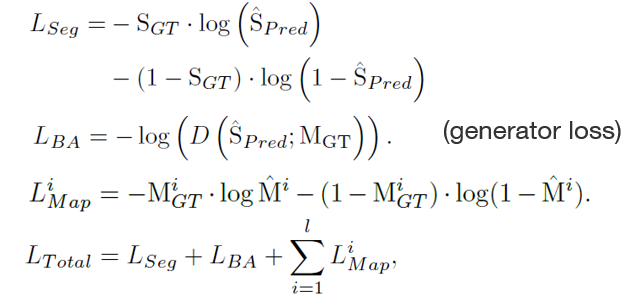 L_{Seg} = − S_{GT} · log (Ŝ_{Pred})
− (1 − S_{GT}) · log (1 − Ŝ_{Pred})
L_{BA} = − log (D (Ŝ_{Pred}; M_{GT})) . (generator loss)
L^{i}_{Map} = −M^{i}_{GT} · log M̂^{i} − (1 − M^{i}_{GT}) · log(1 − M̂^{i}).
L_{Total} = L_{Seg} + L_{BA} + ∑_{i=1}^{l} L^{i}_{Map},